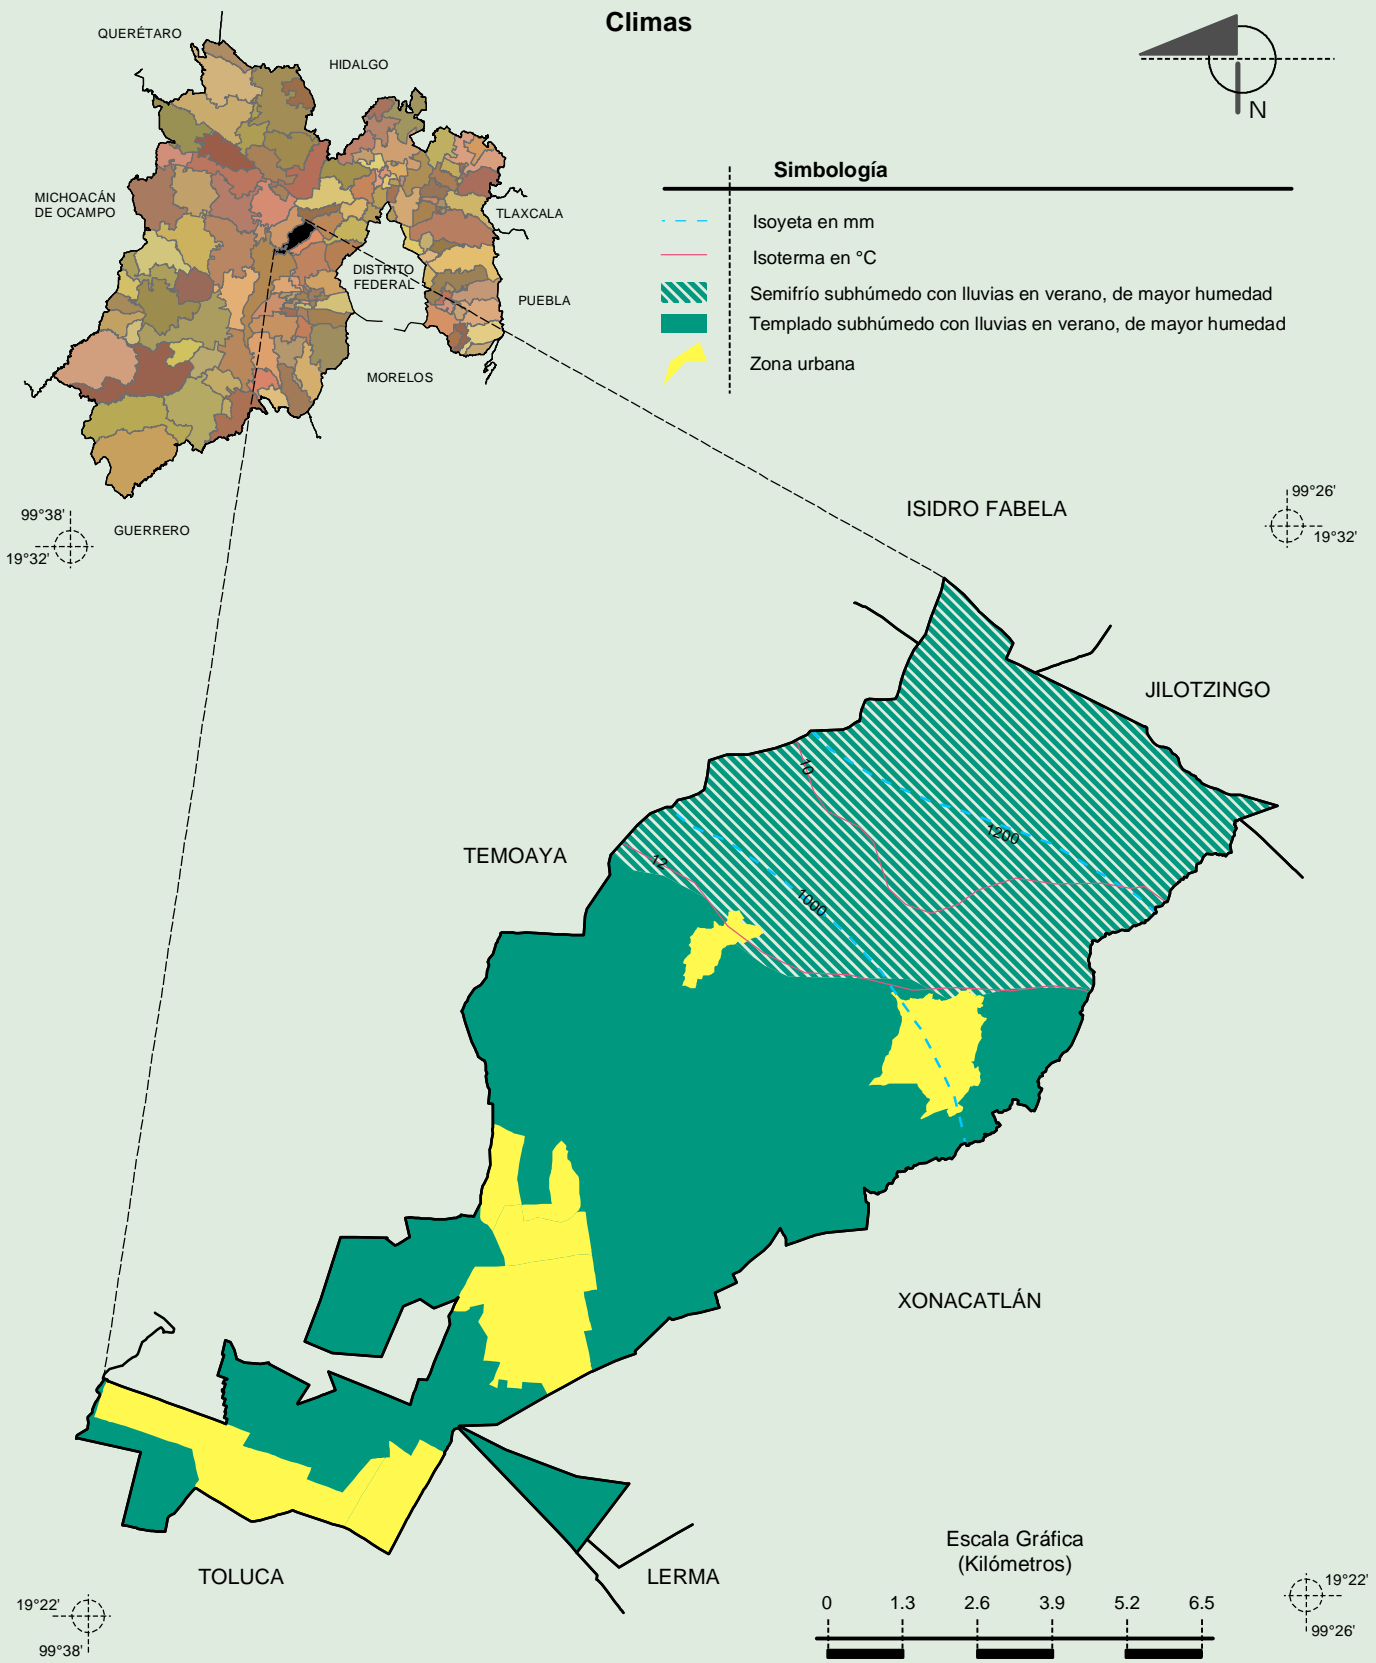 Climas
QUERÉTARO
HIDALGO
MICHOACÁN
DE OCAMPO
TLAXCALA
DISTRITO
FEDERAL
PUEBLA
MORELOS
GUERRERO
N
Simbología
Isoyeta en mm
Isoterma en °C
Semifrío subhúmedo con lluvias en verano, de mayor humedad
Templado subhúmedo con lluvias en verano, de mayor humedad
Zona urbana
99°38'
19°32'
99°26'
19°32'
ISIDRO FABELA
JILOTZINGO
TEMOAYA
10
1200
12
1000
XONACATLÁN
TOLUCA
LERMA
Escala Gráfica
(Kilómetros)
0 1.3 2.6 3.9 5.2 6.5
19°22'
99°38'
19°22'
99°26'